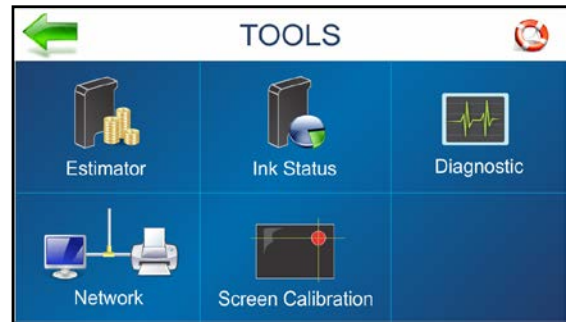 TOOLS
Estimator
Ink Status
Diagnostic
Network
Screen Calibration